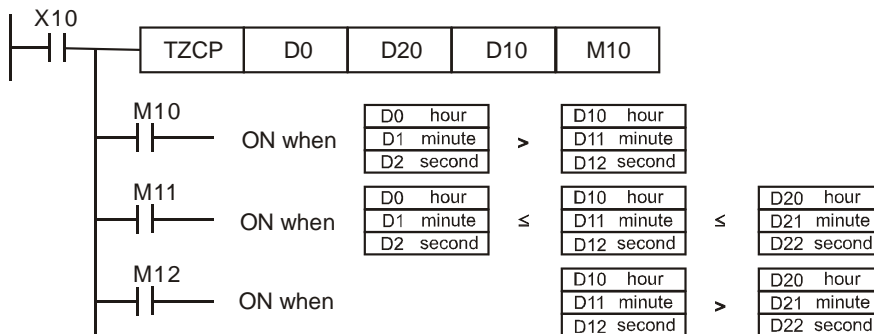 X10
TZCP D0 D20 D10 M10
M10
ON when
D0 hour
D1 minute
D2 second
>
D10 hour
D11 minute
D12 second
M11
ON when
D0 hour
D1 minute
D2 second
≤
D10 hour
D11 minute
D12 second
≤
D20 hour
D21 minute
D22 second
M12
ON when
D10 hour
D11 minute
D12 second
>
D20 hour
D21 minute
D22 second